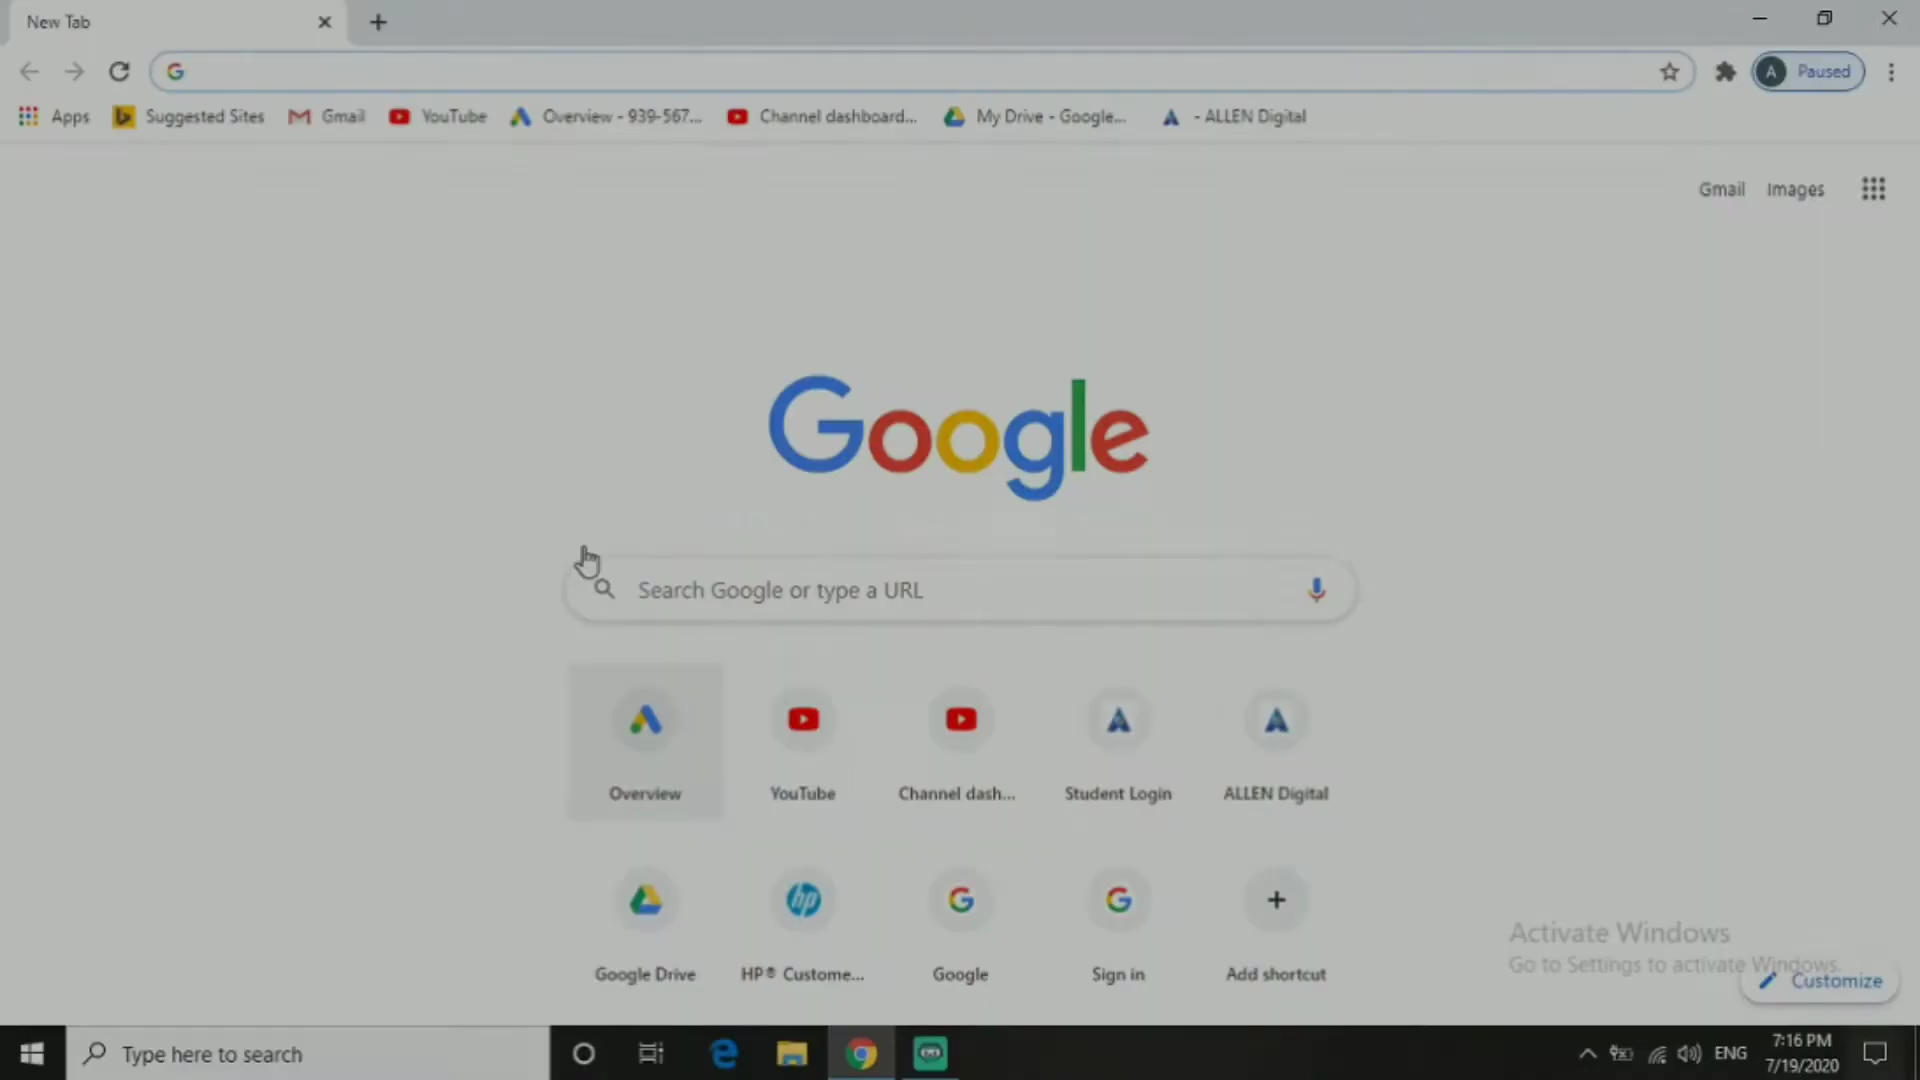 New Tab
A Paused
Apps Suggested Sites Gmail YouTube Overview - 939-567... Channel dashboard... My Drive - Google... - ALLEN Digital
Gmail Images
Google
Search Google or type a URL
Overview YouTube Channel dash... Student Login ALLEN Digital
hp
Google Drive HP® Custome... Google Sign in Add shortcut
Activate Windows
Go to Settings to activate Windows.
Customize
Type here to search
ENG
7:16 PM
7/19/2020